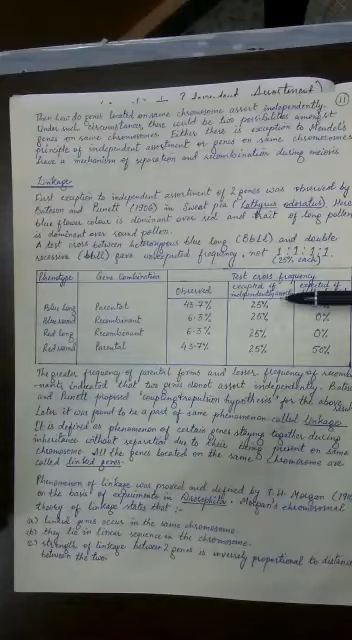 ? Independent Assortment)
11
Then how do genes located on same chromosome assort independently.
Under such circumstances, there could be two possibilities amongst
genes on same chromosomes. Either there is exception to Mendel's
principle of independent assortment or genes on same chromosomes
have a mechanism of separation and recombination during meiosis
Linkage
First exception to independent assortment of 2 genes was observed by
Bateson and Punett (1906) in Sweat pea (Lathyrus odoratus). Here
blue flower colour is dominant over red and trait of long pollen
is dominant over round pollen.
A test cross between heterozygous blue long (BbLl) and double
recessive (bbll) gave unexpected frequency, not 1:1:1:1.
(25% each)
Phenotype Gene Combination Test cross frequency
Observed expected if independently expected if
Blue long Parental 43.7% 25%
Blue round Recombinant 6.3% 25% 0%
Red long Recombinant 6.3% 25% 0%
Red round Parental 43.7% 25% 50%
The greater frequency of parental forms and lesser frequency of recombi-
nants, indicated that two genes donot assort independently.
and Punett proposed 'coupling & repulsion hypothesis' for the above
Later it was found to be a part of same phenomenon called linkage.
It is defined as phenomenon of certain genes staying together during
inheritance without separation due to their being present on same
chromosome. All the genes located on the same chromosome are
called linked genes.
Phenomenon of linkage was proved and defined by T.H. Morgan
on the basis of experiments in Drosophila. Morgan's chromosomal
theory of linkage states that :-
(a) Linked genes occur in the same chromosome.
(b) they lie in linear sequence in the chromosome.
(c) strength of linkage between 2 genes is inversely proportional to distance
between the two.